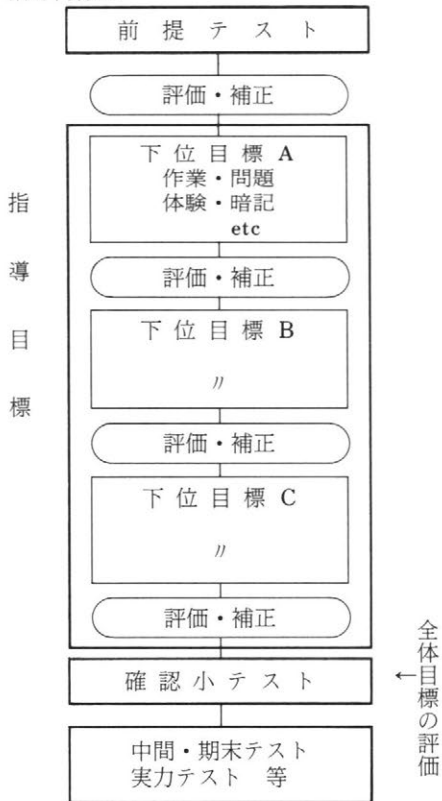 前提テスト
評価・補正
指導目標
下位目標A
作業・問題
体験・暗記
etc
評価・補正
下位目標B
〃
評価・補正
下位目標C
〃
評価・補正
確認小テスト
←全体目標の評価
中間・期末テスト
実力テスト 等